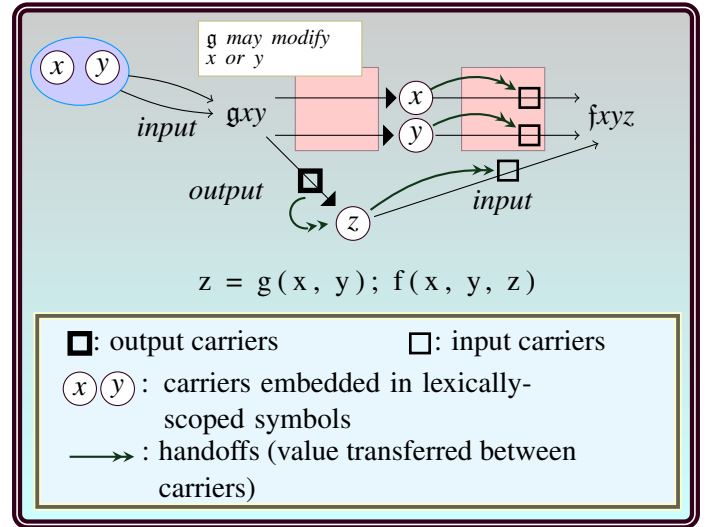 𝔤 may modify
x or y
x y
input
𝔤xy
x
y
𝔣xyz
output
z
input
z = g(x, y); f(x, y, z)
: output carriers
: input carriers
x y : carriers embedded in lexically-
scoped symbols
: handoffs (value transferred between
carriers)